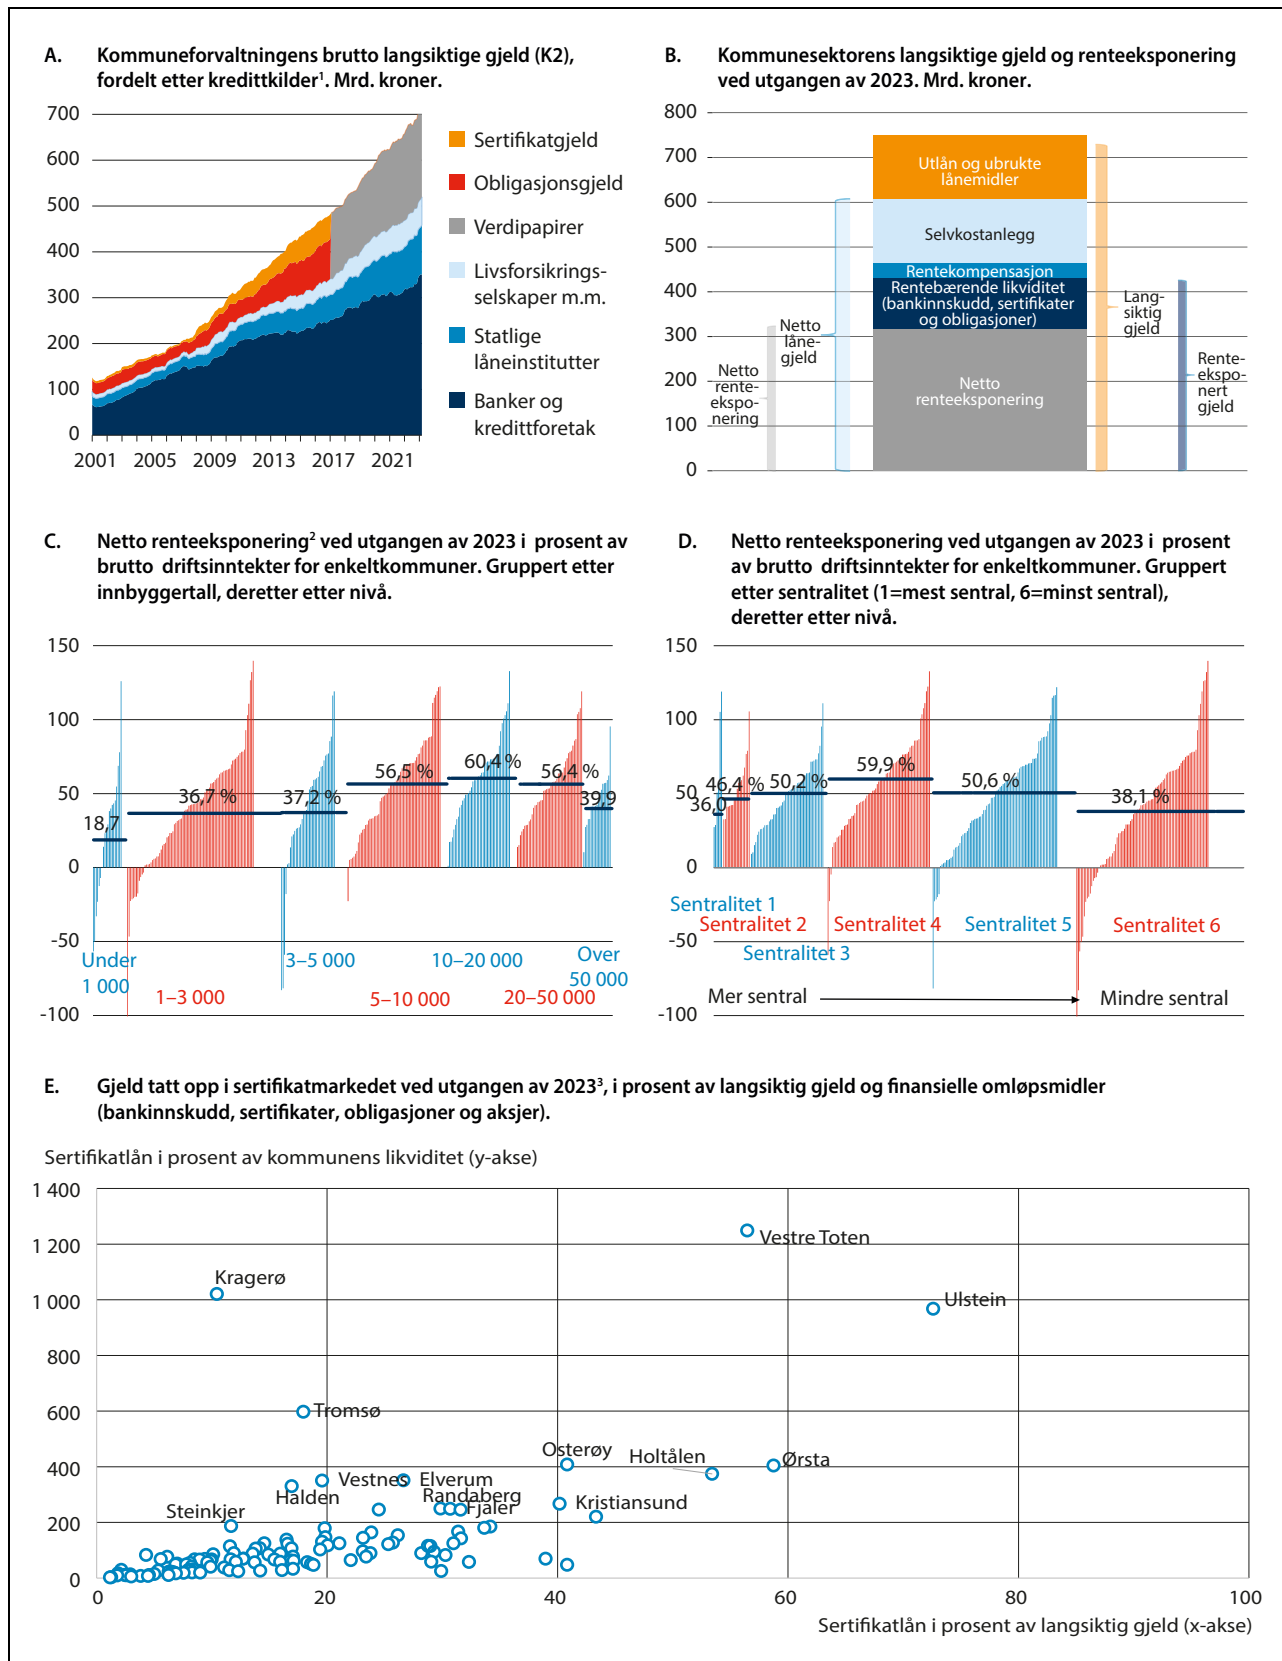 A. Kommuneforvaltningens brutto langsiktige gjeld (K2),
fordelt etter kredittkilder¹. Mrd. kroner.
700
600
500
400
300
200
100
0
2001 2005 2009 2013 2017 2021
Sertifikatgjeld
Obligasjonsgjeld
Verdipapirer
Livsforsikrings-
selskaper m.m.
Statlige
låneinstitutter
Banker og
kredittforetak
B. Kommunesektorens langsiktige gjeld og renteeksponering
ved utgangen av 2023. Mrd. kroner.
800
700
600
500
400
300
200
100
0
Utlån og ubrukte
lånemidler
Selvkostanlegg
Rentekompensasjon
Rentebærende likviditet
(bankinnskudd, sertifikater
og obligasjoner)
Netto
renteeksponering
Netto
rente-
ekspo-
nering
Netto
låne-
gjeld
Lang-
siktig
gjeld
Rente-
ekspo-
nert
gjeld
C. Netto renteeksponering² ved utgangen av 2023 i prosent av
brutto driftsinntekter for enkeltkommuner. Gruppert etter
innbyggertall, deretter etter nivå.
150
100
50
0
-50
-100
18,7
36,7 %
37,2 %
56,5 %
60,4 %
56,4 %
39,9
Under
1 000
1–3 000
3–5 000
5–10 000
10–20 000
20–50 000
Over
50 000
D. Netto renteeksponering ved utgangen av 2023 i prosent
av brutto driftsinntekter for enkeltkommuner. Gruppert
etter sentralitet (1=mest sentral, 6=minst sentral),
deretter etter nivå.
150
100
50
0
-50
-100
36,0
46,4 %
50,2 %
59,9 %
50,6 %
38,1 %
Sentralitet 1
Sentralitet 2
Sentralitet 3
Sentralitet 4
Sentralitet 5
Sentralitet 6
Mer sentral
Mindre sentral
E. Gjeld tatt opp i sertifikatmarkedet ved utgangen av 2023³, i prosent av langsiktig gjeld og finansielle omløpsmidler
(bankinnskudd, sertifikater, obligasjoner og aksjer).
Sertifikatlån i prosent av kommunens likviditet (y-akse)
1 400
1 200
1 000
800
600
400
200
0
Vestre Toten
Kragerø
Ulstein
Tromsø
Osterøy
Holtålen
Ørsta
Vestnes
Elverum
Halden
Randaberg
Kristiansund
Steinkjer
Fjaler
0 20 40 60 80 100
Sertifikatlån i prosent av langsiktig gjeld (x-akse)